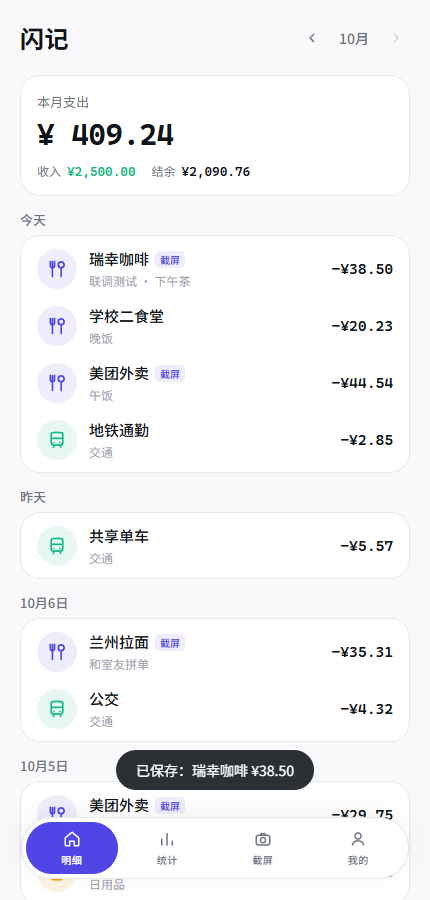 闪记
10月
本月支出
¥ 409.24
收入 ¥2,500.00 结余 ¥2,090.76
今天
瑞幸咖啡 截屏
−¥38.50
联调测试 · 下午茶
学校二食堂
−¥20.23
晚饭
美团外卖 截屏
−¥44.54
午饭
地铁通勤
−¥2.85
交通
昨天
共享单车
−¥5.57
交通
10月6日
兰州拉面 截屏
−¥35.31
和室友拼单
公交
−¥4.32
交通
10月5日
已保存：瑞幸咖啡 ¥38.50
美团外卖 截屏
−¥29.75
明细 统计 截屏 我的
日用品